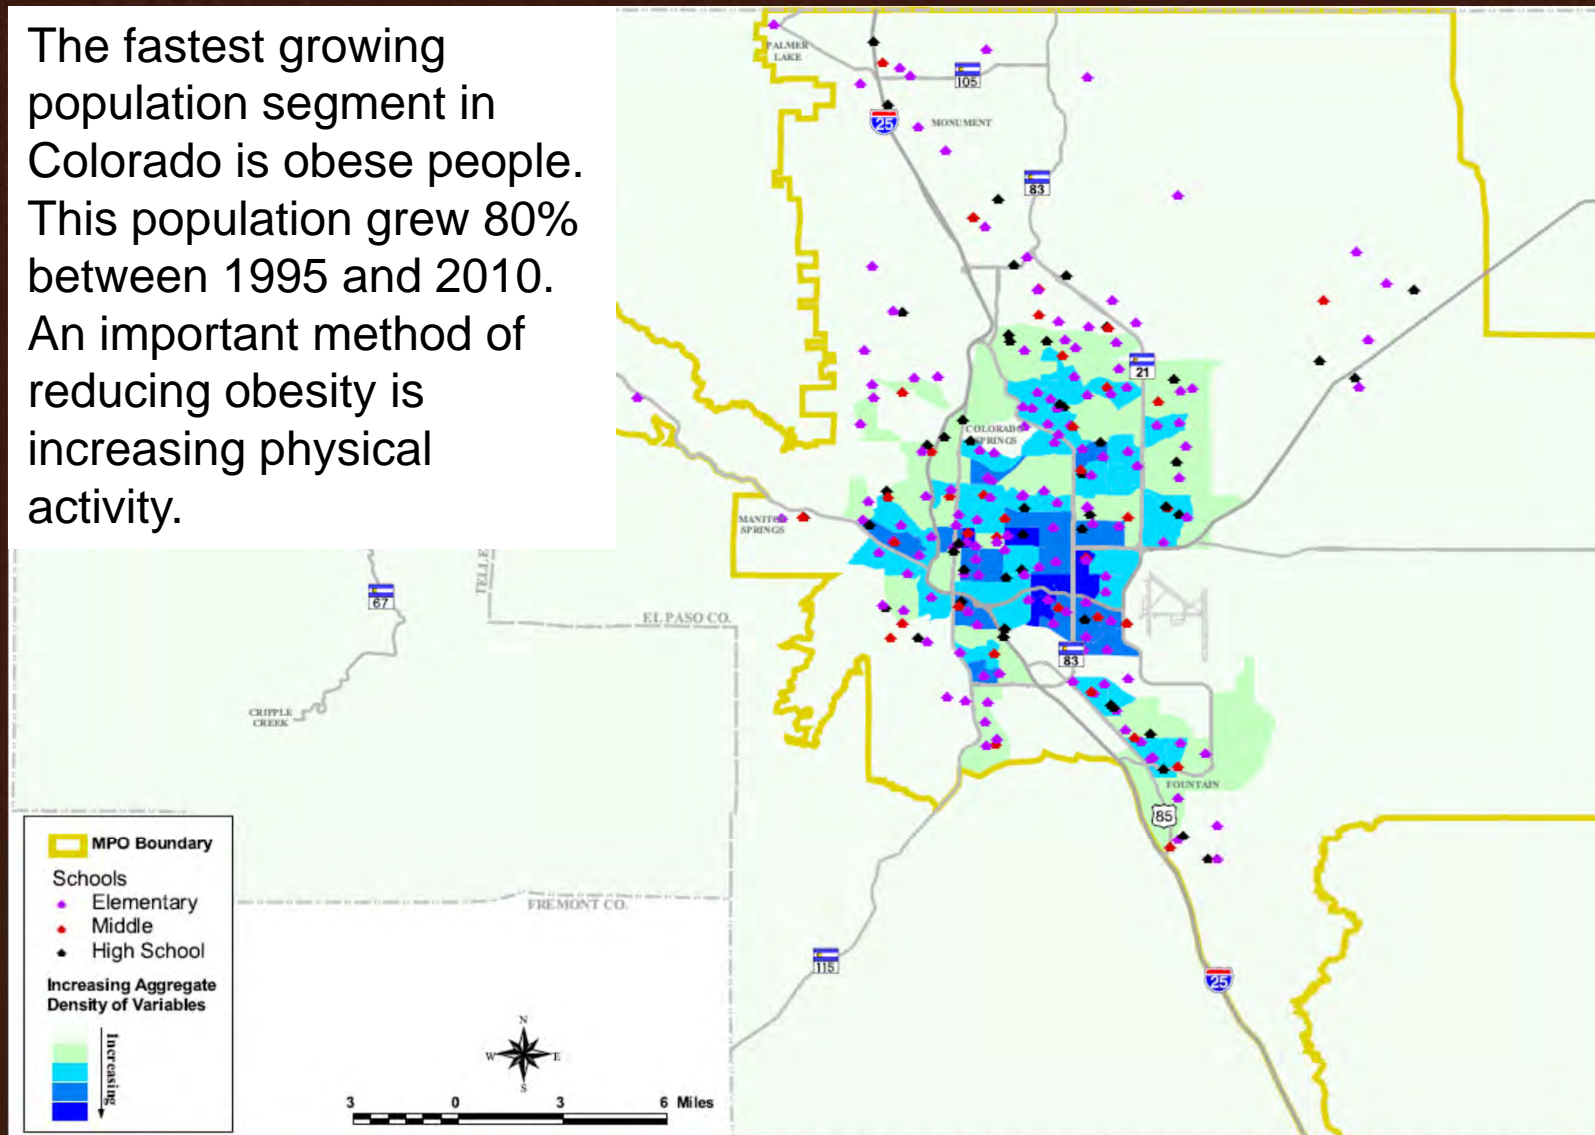 The fastest growing
population segment in
Colorado is obese people.
This population grew 80%
between 1995 and 2010.
An important method of
reducing obesity is
increasing physical
activity.
PALMER
LAKE
105
25
MONUMENT
83
21
COLORADO
SPRINGS
MANITOU
SPRINGS
67
TELLE
EL PASO CO.
83
CRIPPLE
CREEK
FOUNTAIN
85
MPO Boundary
Schools
Elementary
Middle
High School
Increasing Aggregate
Density of Variables
Increasing
FREMONT CO.
115
25
N
W E
S
3 0 3 6 Miles